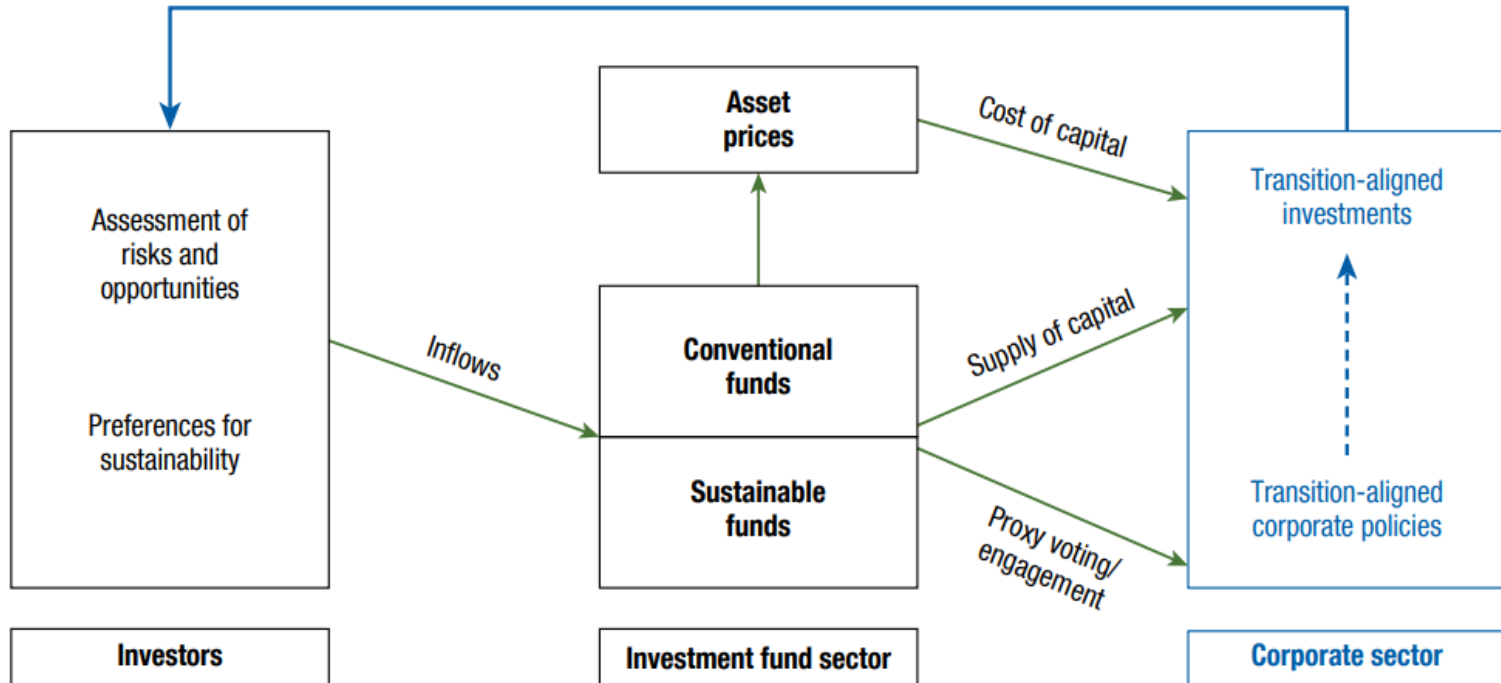 Asset
prices
Cost of capital
Assessment of
risks and
opportunities
Preferences for
sustainability
Inflows
Conventional
funds
Sustainable
funds
Supply of capital
Proxy voting/
engagement
Transition-aligned
investments
Transition-aligned
corporate policies
Investors
Investment fund sector
Corporate sector